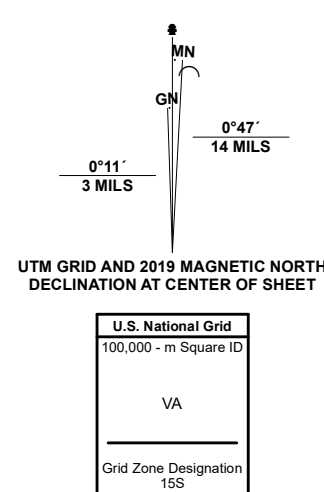 MN
GN
0°47´
14 MILS
0°11´
3 MILS
UTM GRID AND 2019 MAGNETIC NORTH
DECLINATION AT CENTER OF SHEET
U.S. National Grid
100,000 - m Square ID
VA
Grid Zone Designation
15S